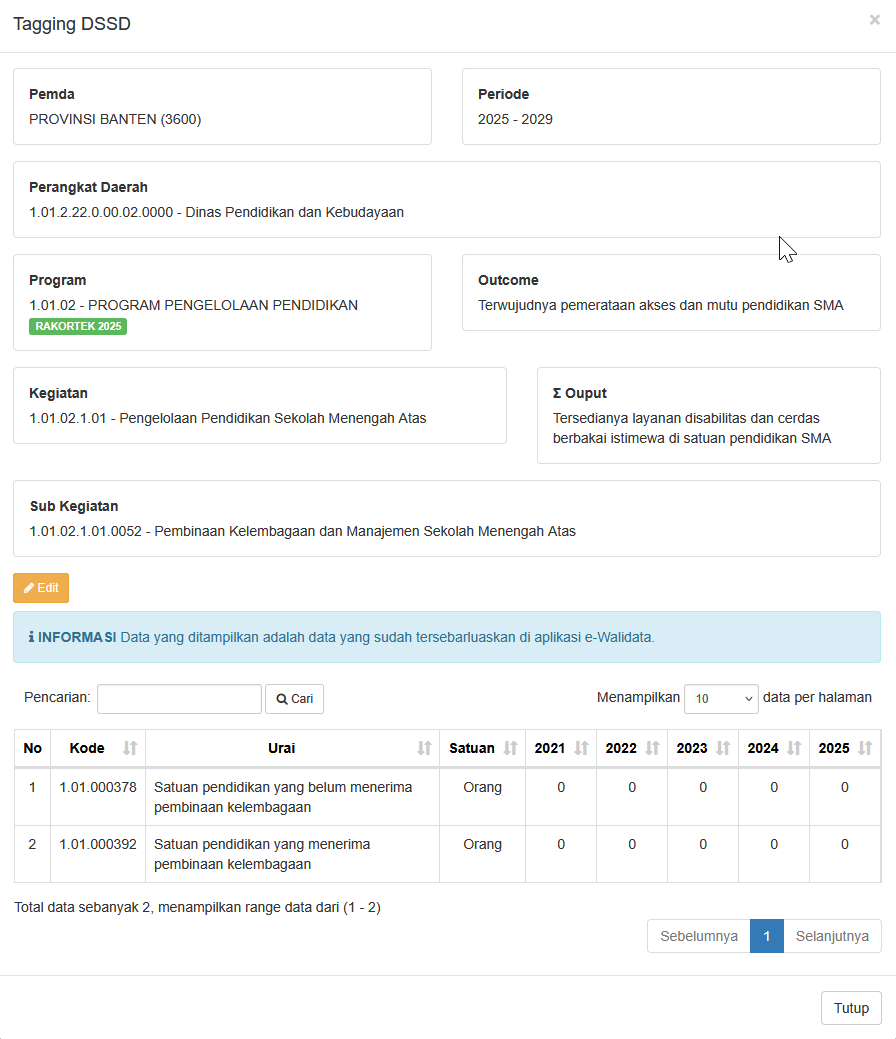 Tagging DSSD
×
Pemda
PROVINSI BANTEN (3600)
Periode
2025 - 2029
Perangkat Daerah
1.01.2.22.0.00.02.0000 - Dinas Pendidikan dan Kebudayaan
Program
1.01.02 - PROGRAM PENGELOLAAN PENDIDIKAN
RAKORTEK 2025
Outcome
Terwujudnya pemerataan akses dan mutu pendidikan SMA
Kegiatan
1.01.02.1.01 - Pengelolaan Pendidikan Sekolah Menengah Atas
Σ Ouput
Tersedianya layanan disabilitas dan cerdas
berbakai istimewa di satuan pendidikan SMA
Sub Kegiatan
1.01.02.1.01.0052 - Pembinaan Kelembagaan dan Manajemen Sekolah Menengah Atas
Edit
INFORMASI Data yang ditampilkan adalah data yang sudah tersebarluaskan di aplikasi e-Walidata.
Pencarian: Cari Menampilkan 10 data per halaman
No Kode Urai Satuan 2021 2022 2023 2024 2025
1 1.01.000378 Satuan pendidikan yang belum menerima Orang 0 0 0 0 0
pembinaan kelembagaan
2 1.01.000392 Satuan pendidikan yang menerima Orang 0 0 0 0 0
pembinaan kelembagaan
Total data sebanyak 2, menampilkan range data dari (1 - 2)
Sebelumnya 1 Selanjutnya
Tutup